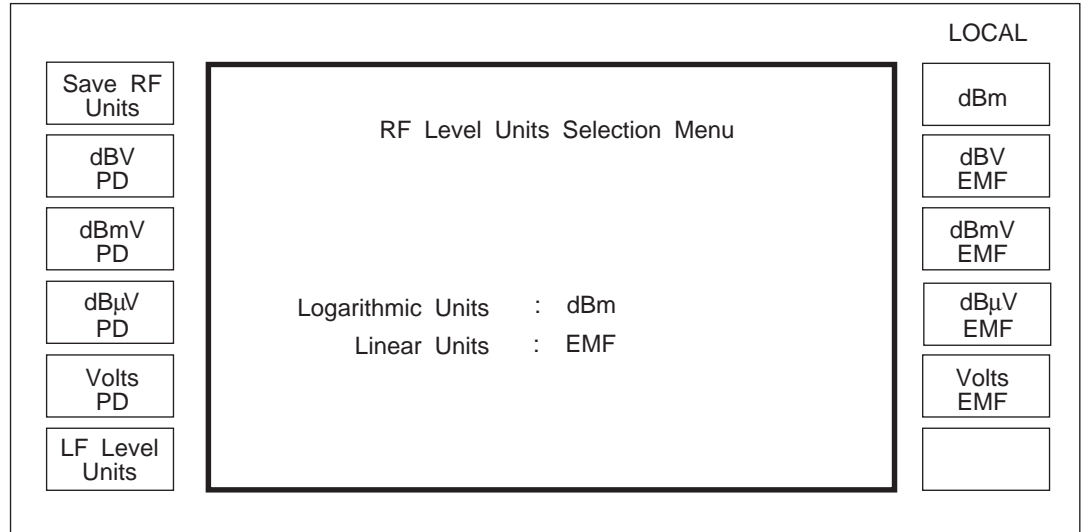 LOCAL
Save RF
Units
dBV
PD
dBmV
PD
dBµV
PD
Volts
PD
LF Level
Units
RF Level Units Selection Menu
Logarithmic Units : dBm
Linear Units : EMF
dBm
dBV
EMF
dBmV
EMF
dBµV
EMF
Volts
EMF